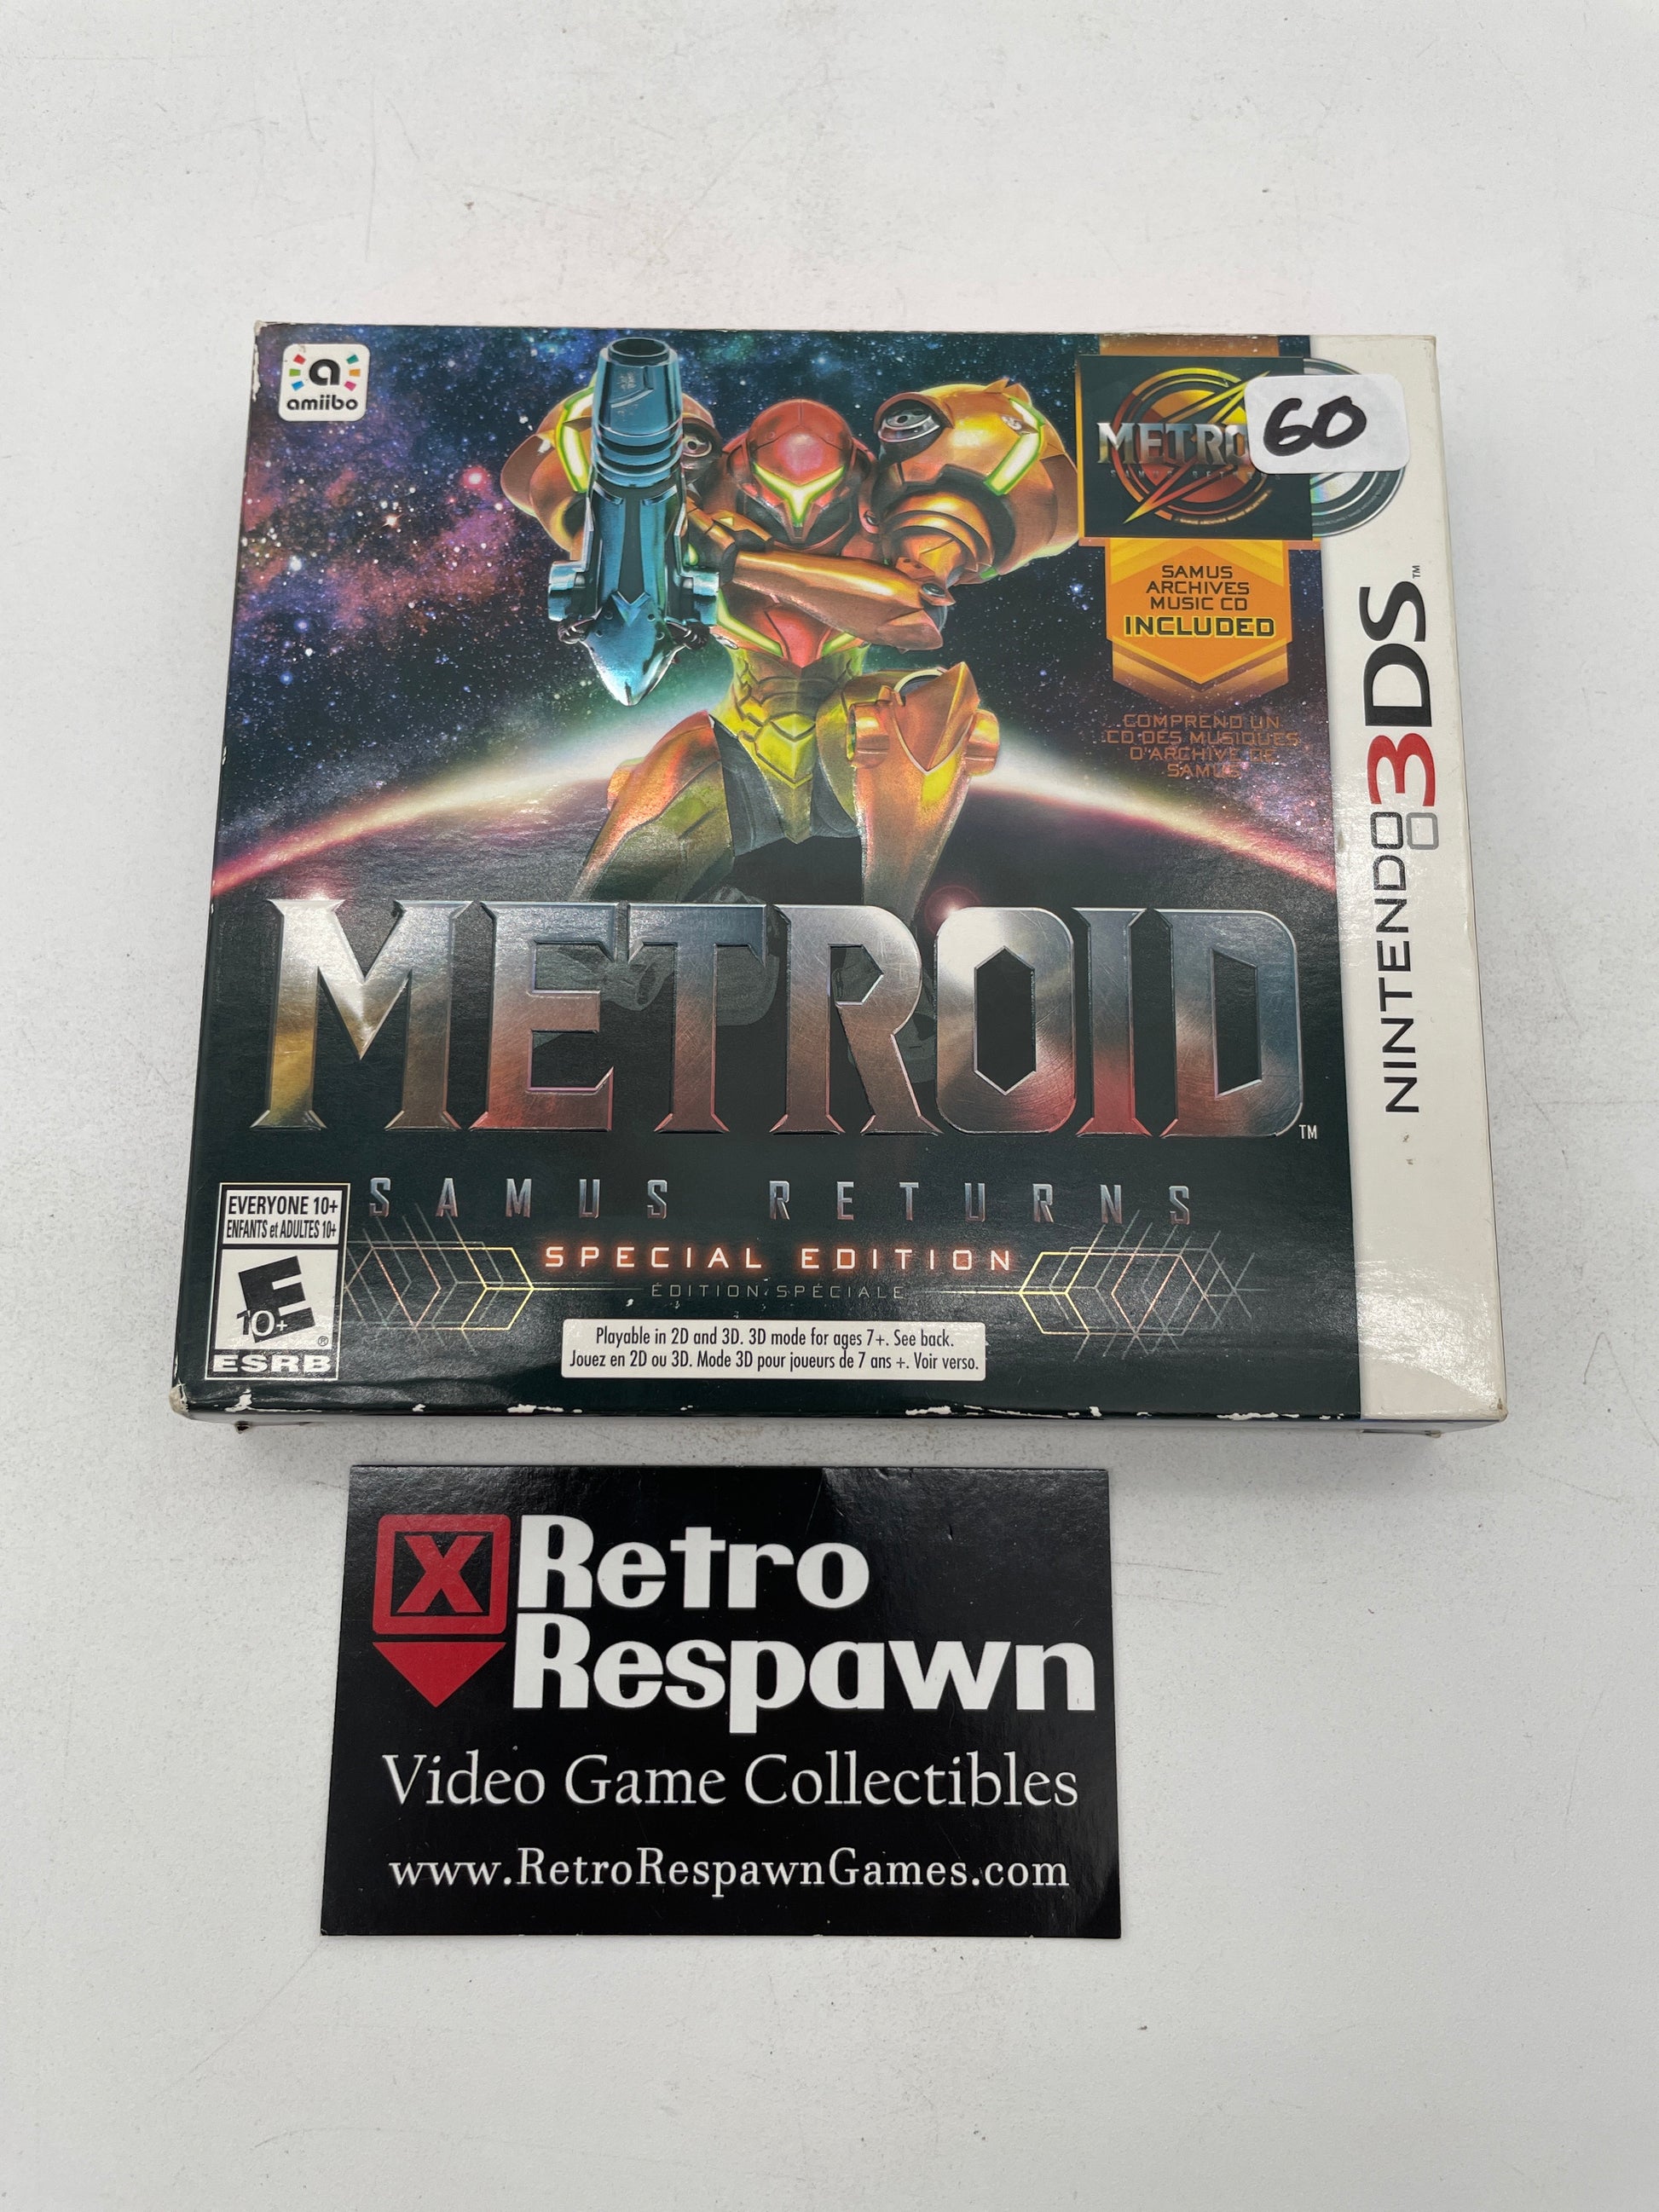 a
amiibo
METRO
60
SAMUS
ARCHIVES
MUSIC CD
INCLUDED
COMPREND UN
CD DES MUSIQUES
D'ARCHIVE DE
SAMUS
NINTENDO 3DS™
METROID™
SAMUS RETURNS
SPECIAL EDITION
ÉDITION SPÉCIALE
EVERYONE 10+
ENFANTS et ADULTES 10+
E
10+
®
ESRB
Playable in 2D and 3D. 3D mode for ages 7+. See back.
Jouez en 2D ou 3D. Mode 3D pour joueurs de 7 ans +. Voir verso.
X
Retro
Respawn
Video Game Collectibles
www.RetroRespawnGames.com